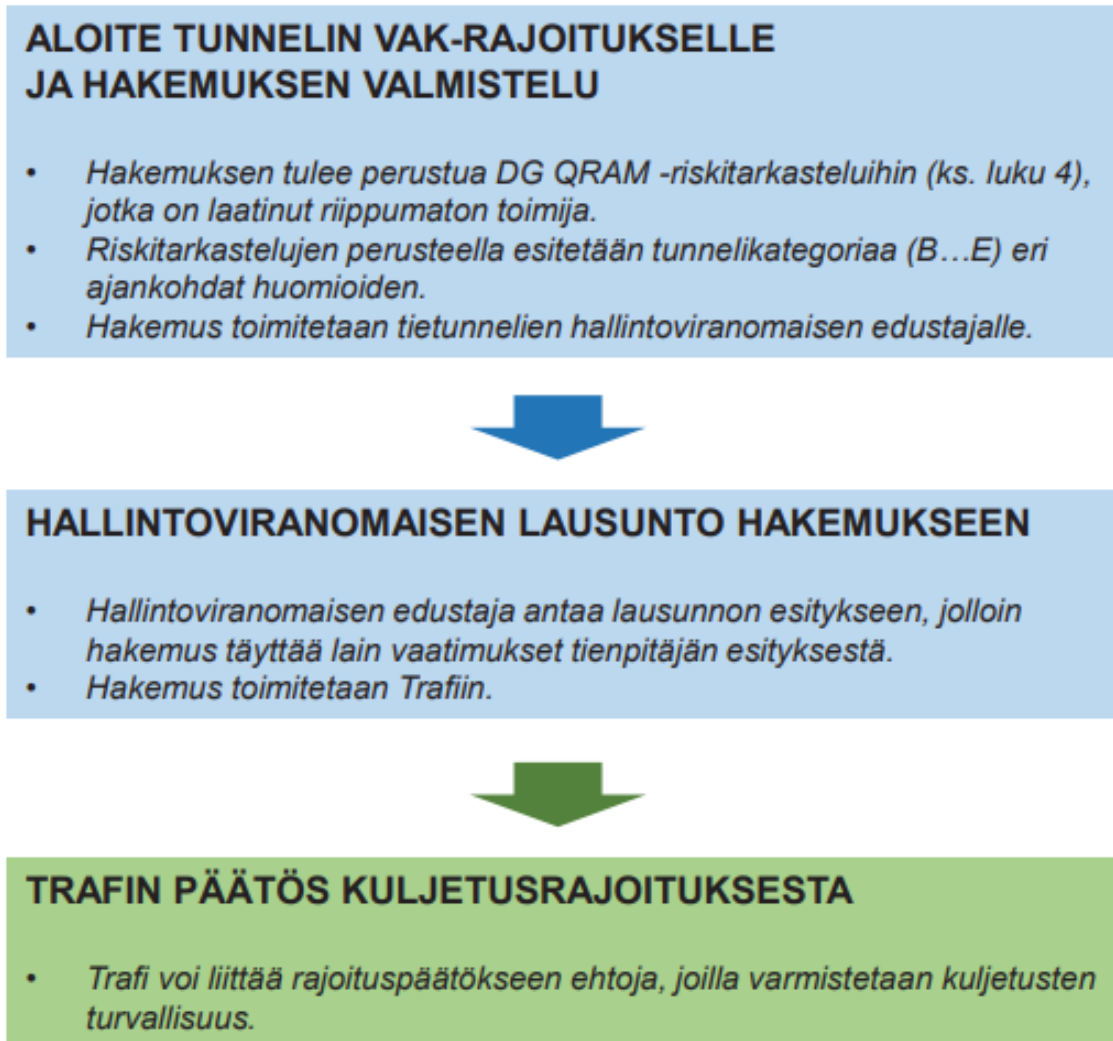 ALOITE TUNNELIN VAK-RAJOITUKSELLE
JA HAKEMUKSEN VALMISTELU
• Hakemuksen tulee perustua DG QRAM -riskitarkasteluihin (ks. luku 4),
jotka on laatinut riippumaton toimija.
• Riskitarkastelujen perusteella esitetään tunnelikategoriaa (B…E) eri
ajankohdat huomioiden.
• Hakemus toimitetaan tietunnelien hallintoviranomaisen edustajalle.
HALLINTOVIRANOMAISEN LAUSUNTO HAKEMUKSEEN
• Hallintoviranomaisen edustaja antaa lausunnon esitykseen, jolloin
hakemus täyttää lain vaatimukset tienpitäjän esityksestä.
• Hakemus toimitetaan Trafiin.
TRAFIN PÄÄTÖS KULJETUSRAJOITUKSESTA
• Trafi voi liittää rajoituspäätökseen ehtoja, joilla varmistetaan kuljetusten
turvallisuus.